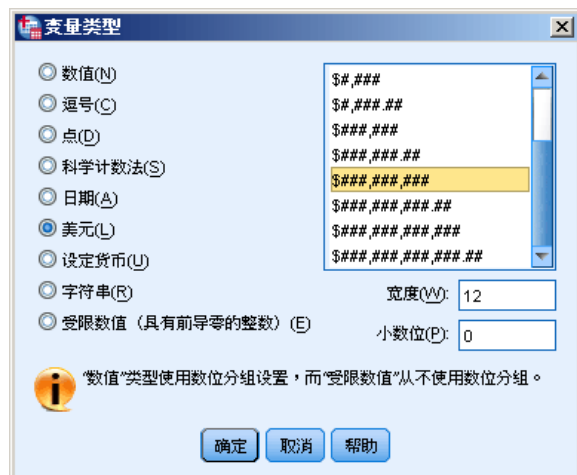 变量类型
数值(N)
逗号(C)
点(D)
科学计数法(S)
日期(A)
美元(L)
设定货币(U)
字符串(R)
受限数值（具有前导零的整数）(E)
$#,###
$#,###.##
$###,###
$###,###.##
$###,###,###
$###,###,###.##
$###,###,###,###
$###,###,###,###.##
宽度(W): 12
小数位(P): 0
“数值”类型使用数位分组设置，而“受限数值”从不使用数位分组。
确定 取消 帮助